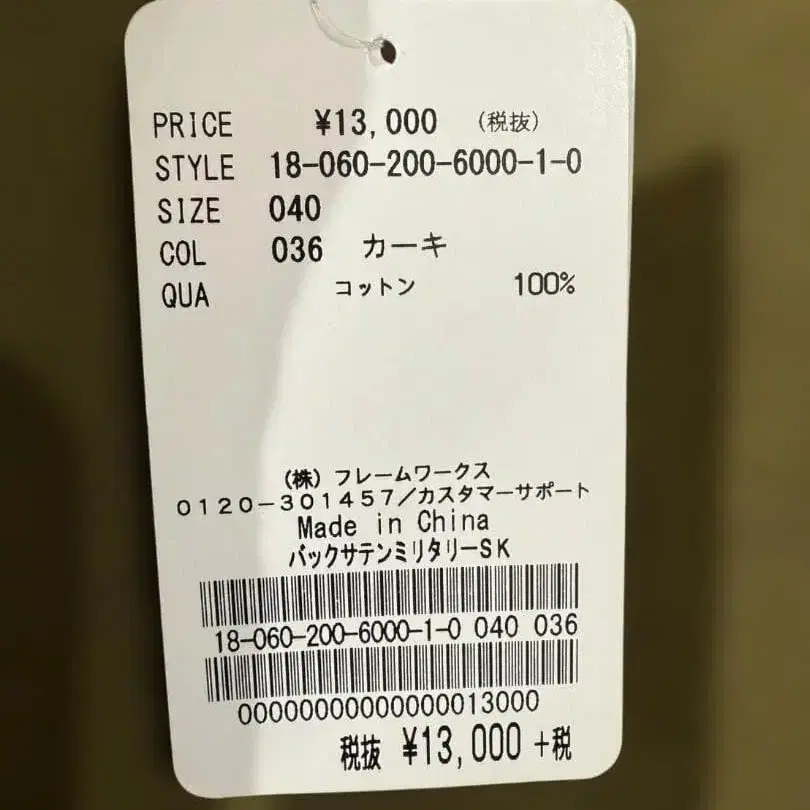 PRICE ¥13,000 (税抜)
STYLE 18-060-200-6000-1-0
SIZE 040
COL 036 カーキ
QUA コットン 100%
(株) フレームワークス
0120-301457/カスタマーサポート
Made in China
バックサテンミリタリーSK
18-060-200-6000-1-0 040 036
00000000000000013000
税抜 ¥13,000 +税